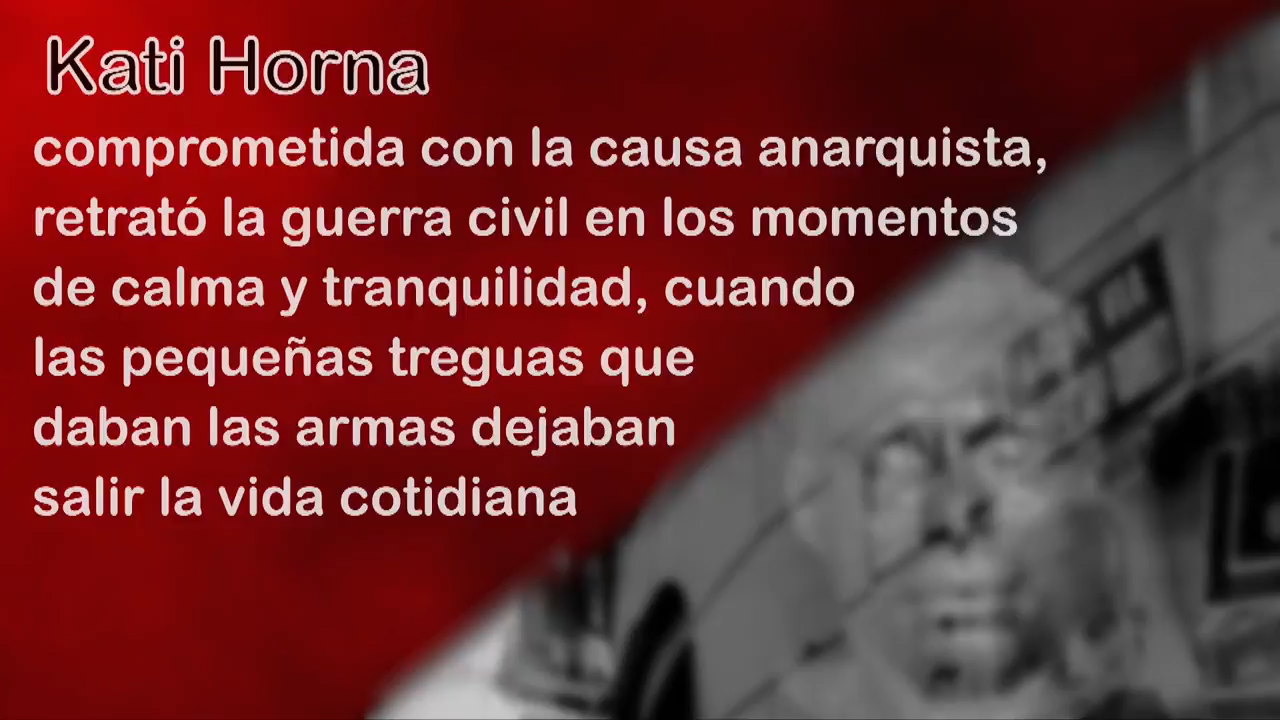 Kati Horna
comprometida con la causa anarquista,
retrató la guerra civil en los momentos
de calma y tranquilidad, cuando
las pequeñas treguas que
daban las armas dejaban
salir la vida cotidiana